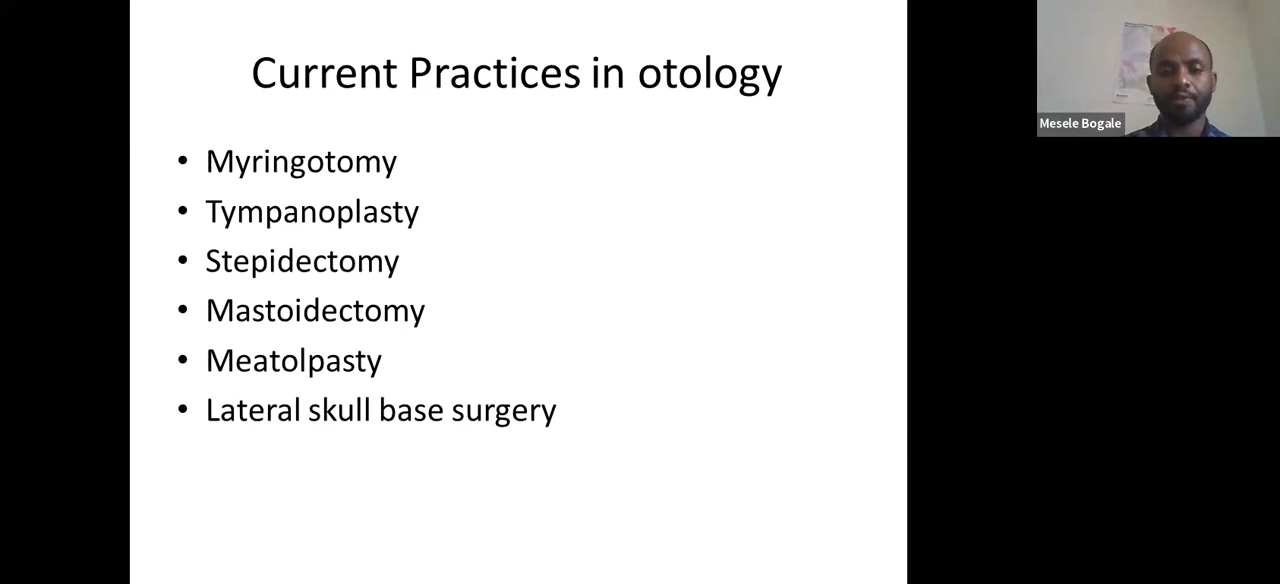 Current Practices in otology
• Myringotomy
• Tympanoplasty
• Stepidectomy
• Mastoidectomy
• Meatolpasty
• Lateral skull base surgery
Mesele Bogale